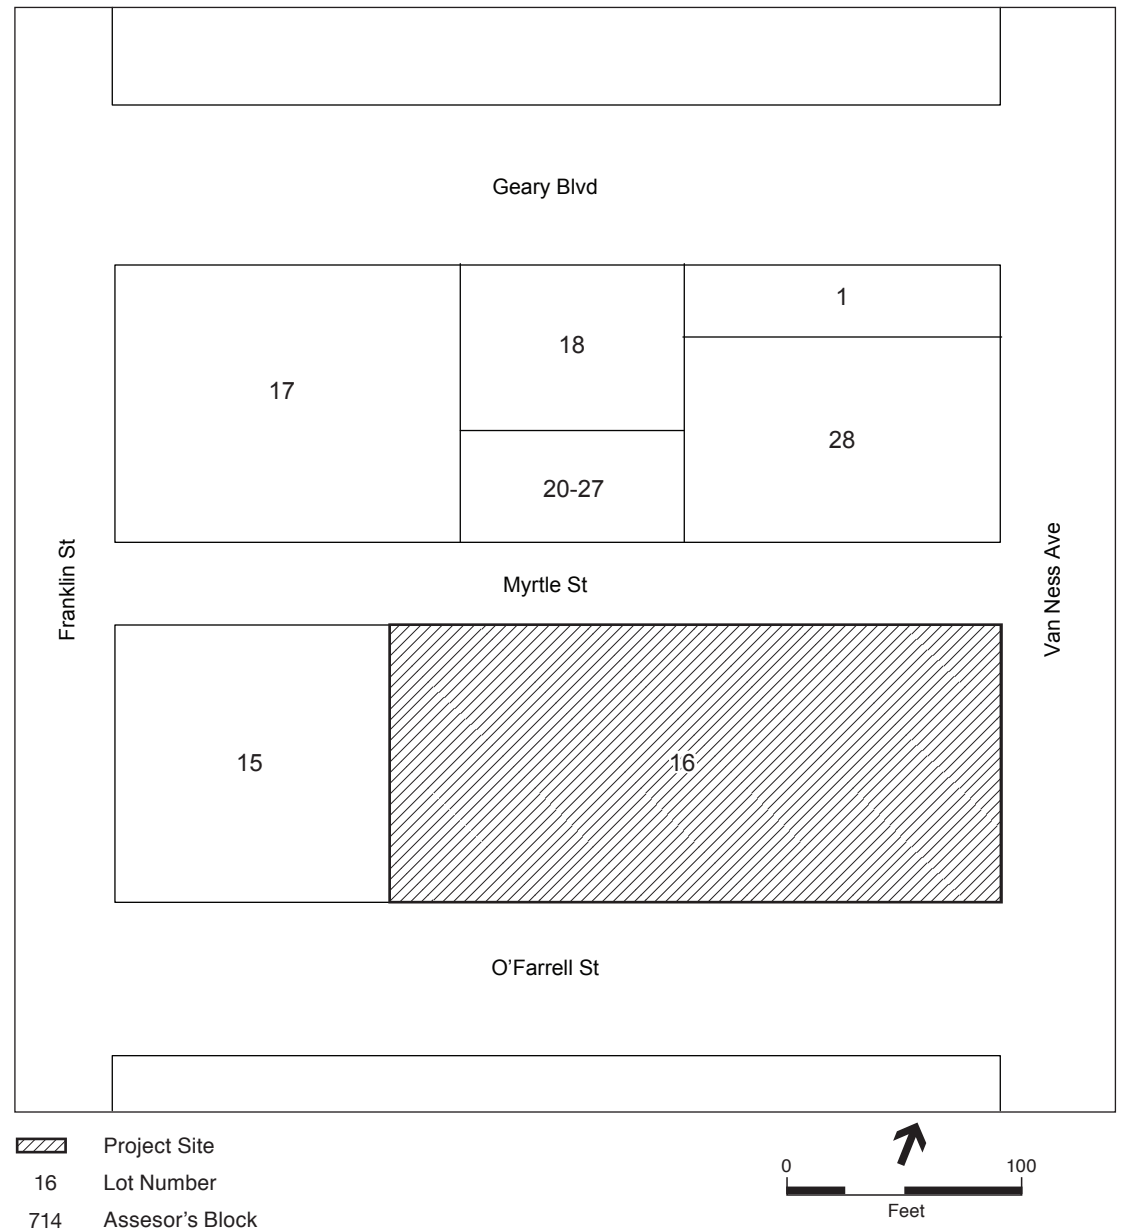 Geary Blvd
1
18
17
28
20-27
Franklin St
Van Ness Ave
Myrtle St
15
16
O'Farrell St
Project Site
16 Lot Number
714 Assesor's Block
0 100
Feet